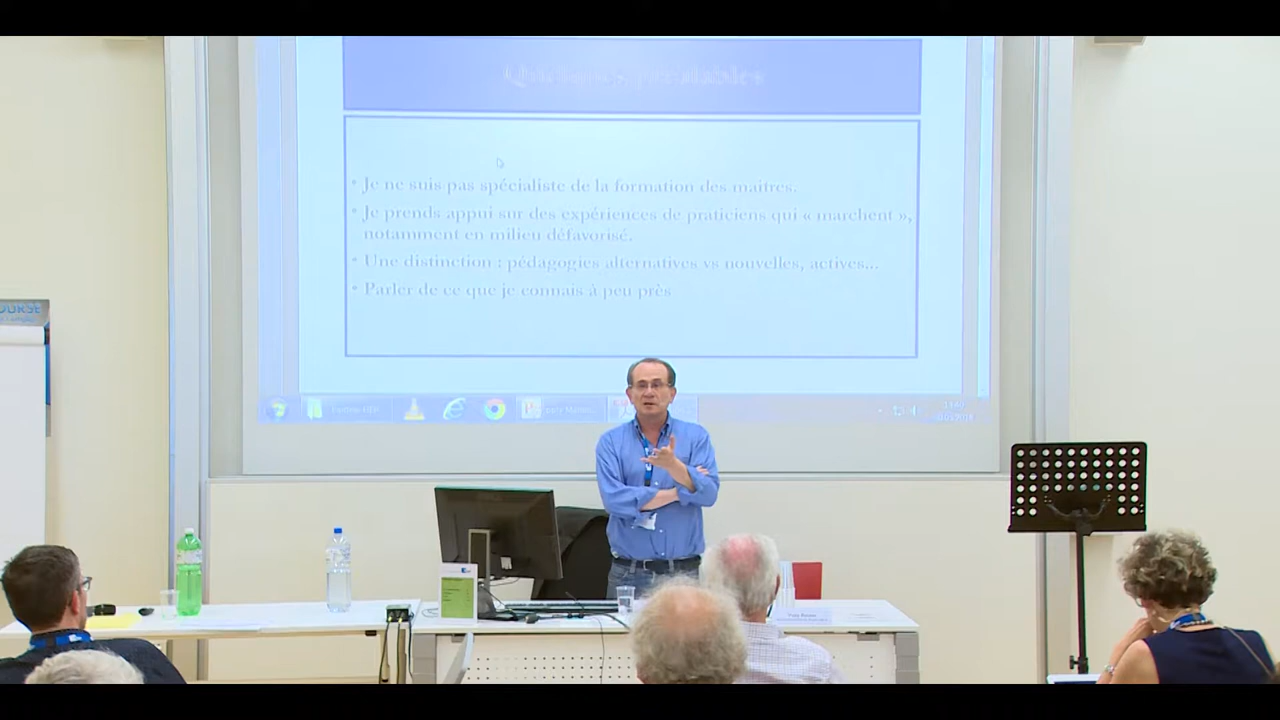 Quelques préalables
• Je ne suis pas spécialiste de la formation des maitres.
• Je prends appui sur des expériences de praticiens qui « marchent »,
notamment en milieu défavorisé.
• Une distinction : pédagogies alternatives vs nouvelles, actives...
• Parler de ce que je connais à peu près